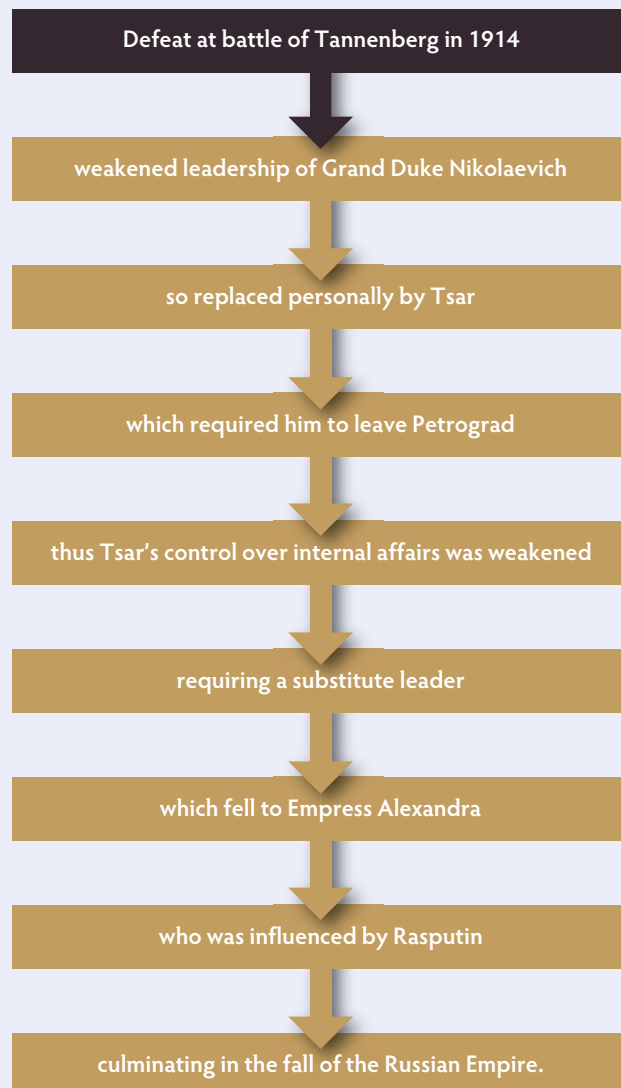 Defeat at battle of Tannenberg in 1914
weakened leadership of Grand Duke Nikolaevich
so replaced personally by Tsar
which required him to leave Petrograd
thus Tsar's control over internal affairs was weakened
requiring a substitute leader
which fell to Empress Alexandra
who was influenced by Rasputin
culminating in the fall of the Russian Empire.